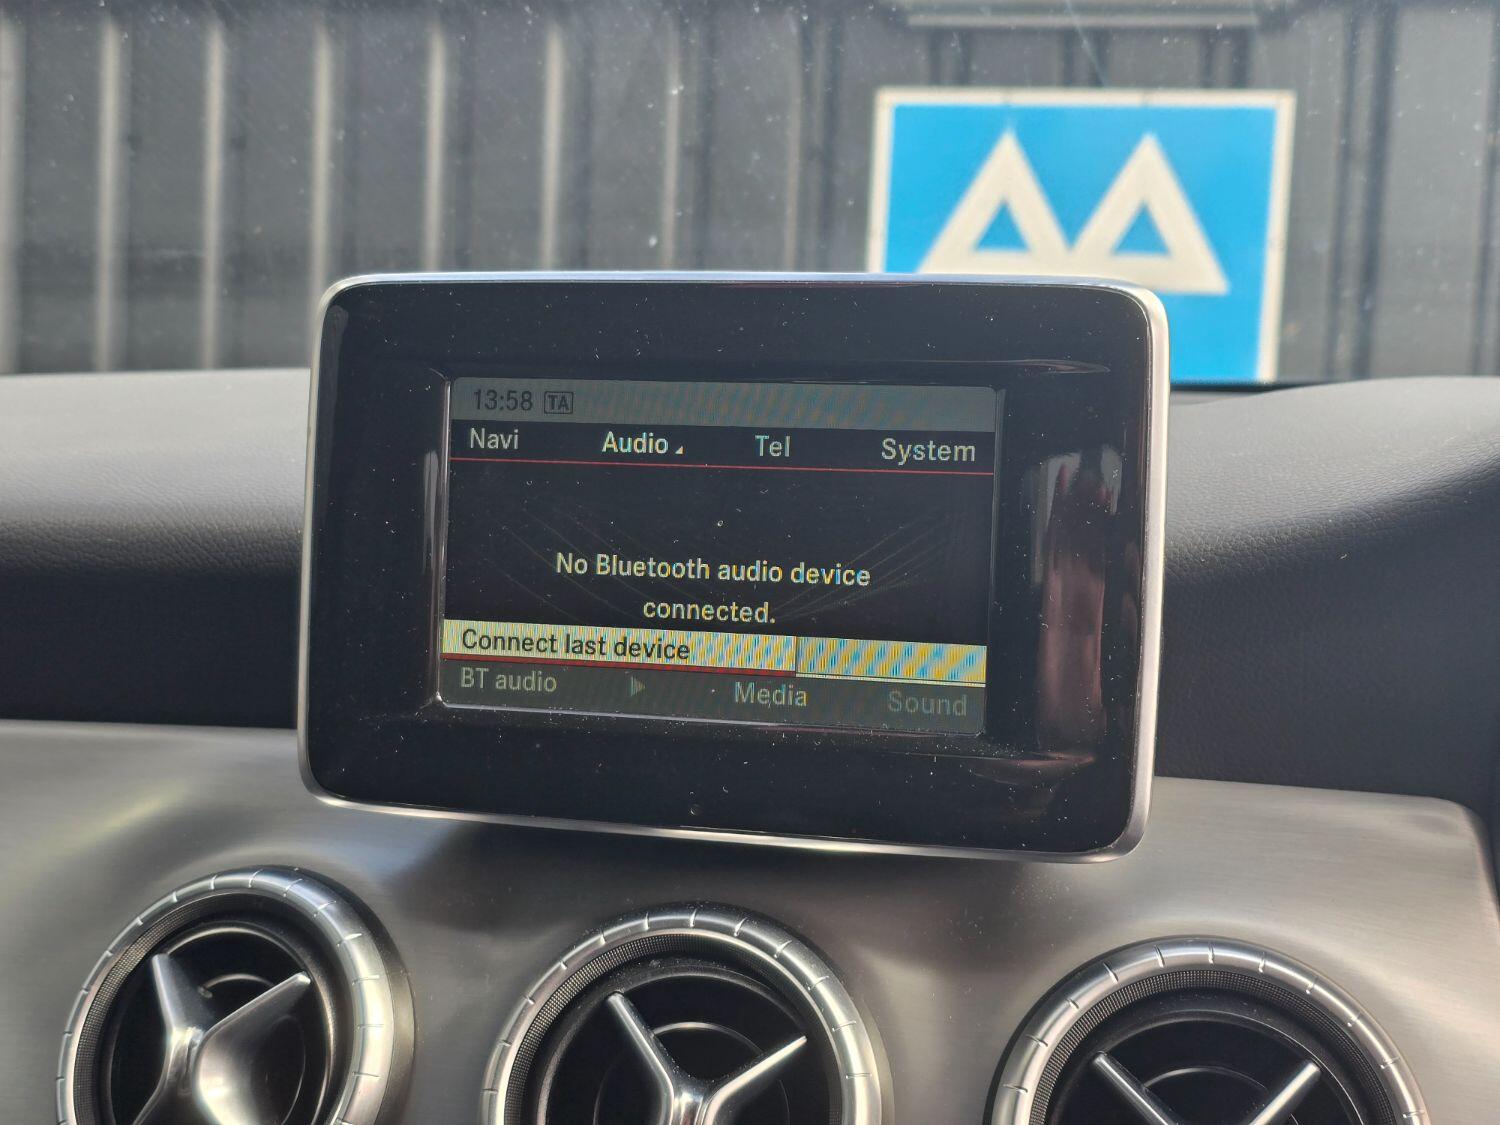 13:58 TA
Navi Audio Tel System
No Bluetooth audio device
connected.
Connect last device
BT audio Media Sound